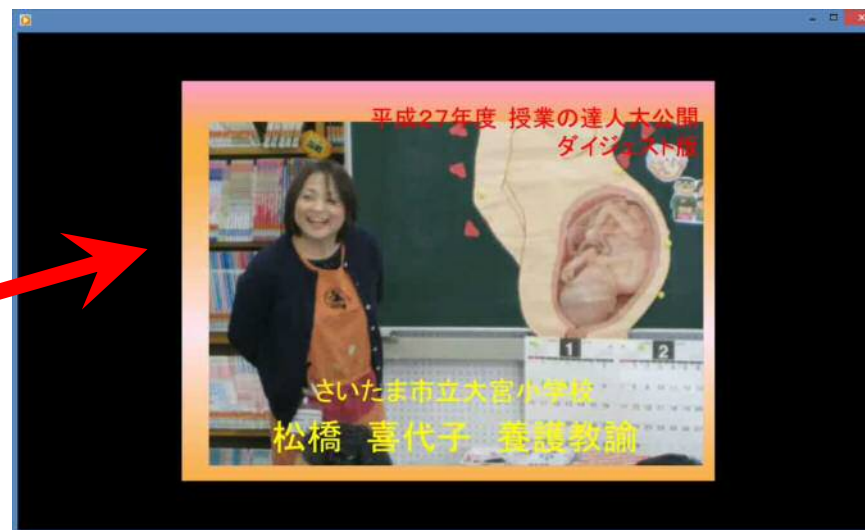 平成27年度 授業の達人大公開
ダイジェスト版
1 2
さいたま市立大宮小学校
松橋 喜代子 養護教諭